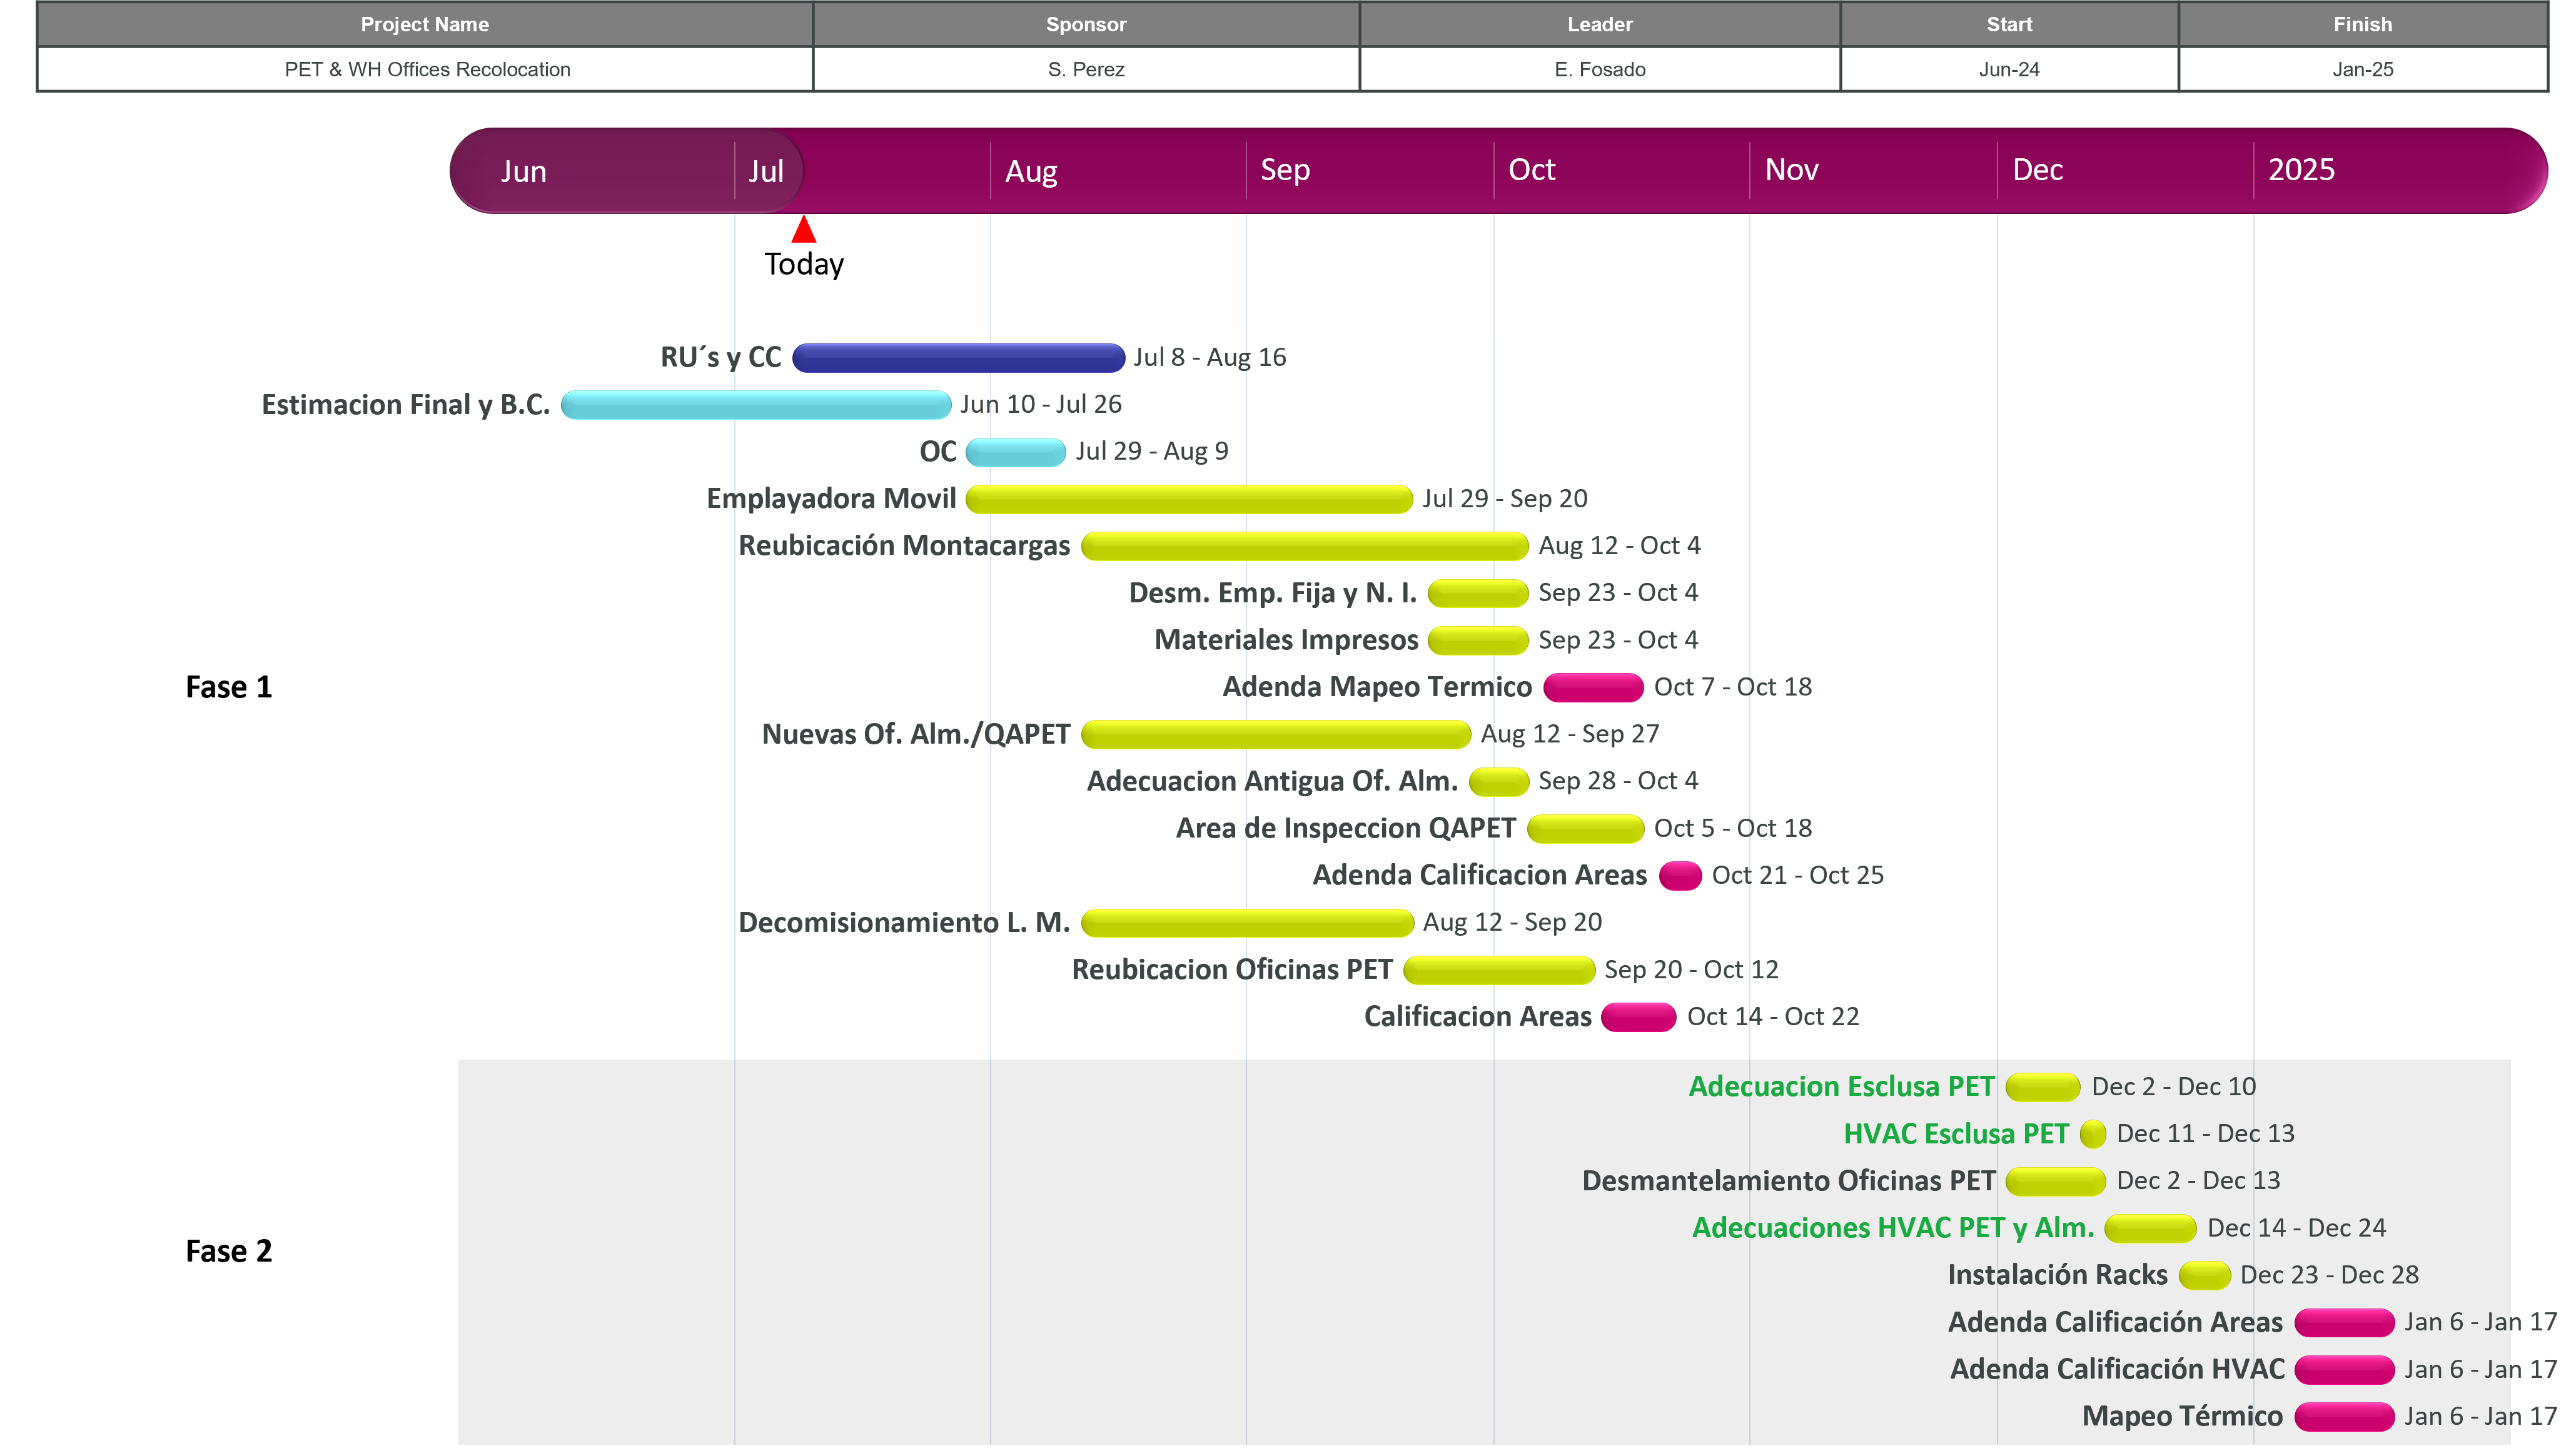 Project Name Sponsor Leader Start Finish
PET & WH Offices Recolocation S. Perez E. Fosado Jun-24 Jan-25
Jun Jul Aug Sep Oct Nov Dec 2025
Today
RU´s y CC Jul 8 - Aug 16
Estimacion Final y B.C. Jun 10 - Jul 26
OC Jul 29 - Aug 9
Emplayadora Movil Jul 29 - Sep 20
Reubicación Montacargas Aug 12 - Oct 4
Desm. Emp. Fija y N. I. Sep 23 - Oct 4
Materiales Impresos Sep 23 - Oct 4
Fase 1 Adenda Mapeo Termico Oct 7 - Oct 18
Nuevas Of. Alm./QAPET Aug 12 - Sep 27
Adecuacion Antigua Of. Alm. Sep 28 - Oct 4
Area de Inspeccion QAPET Oct 5 - Oct 18
Adenda Calificacion Areas Oct 21 - Oct 25
Decomisionamiento L. M. Aug 12 - Sep 20
Reubicacion Oficinas PET Sep 20 - Oct 12
Calificacion Areas Oct 14 - Oct 22
Adecuacion Esclusa PET Dec 2 - Dec 10
HVAC Esclusa PET Dec 11 - Dec 13
Desmantelamiento Oficinas PET Dec 2 - Dec 13
Adecuaciones HVAC PET y Alm. Dec 14 - Dec 24
Fase 2
Instalación Racks Dec 23 - Dec 28
Adenda Calificación Areas Jan 6 - Jan 17
Adenda Calificación HVAC Jan 6 - Jan 17
Mapeo Térmico Jan 6 - Jan 17